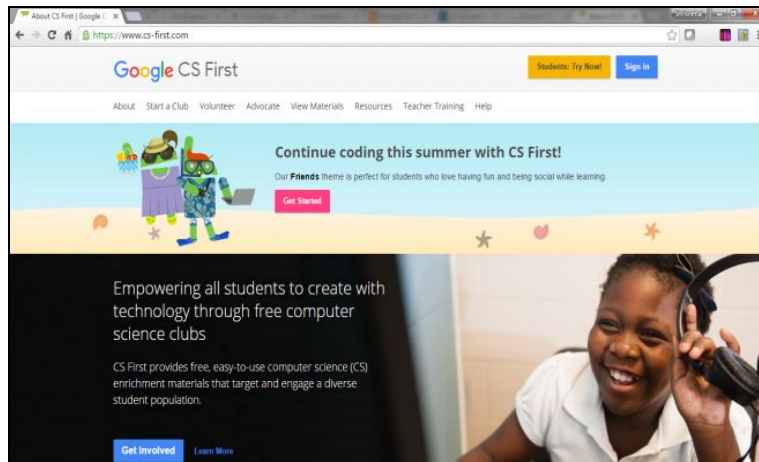 About CS First | Google C
https://www.cs-first.com
Google CS First
Students: Try Now!
Sign in
About Start a Club Volunteer Advocate View Materials Resources Teacher Training Help
Continue coding this summer with CS First!
Our Friends theme is perfect for students who love having fun and being social while learning.
Get Started
Empowering all students to create with
technology through free computer
science clubs
CS First provides free, easy-to-use computer science (CS)
enrichment materials that target and engage a diverse
student population.
Get Involved Learn More